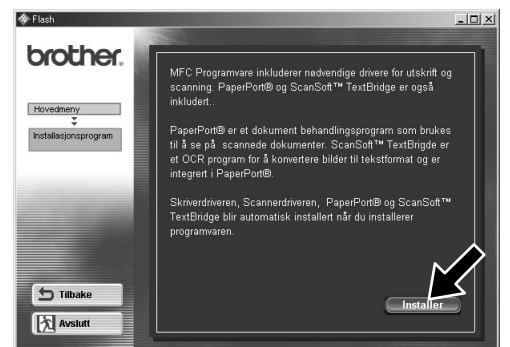 Flash
brother.
Hovedmeny
Installasjonsprogram
MFC Programvare inkluderer nødvendige drivere for utskrift og
scanning. PaperPort® og ScanSoft™ TextBridge er også
inkludert..
PaperPort® er et dokument behandlingsprogram som brukes
til å se på scannede dokumenter. ScanSoft™ TextBrigde er
et OCR program for å konvertere bilder til tekstformat og er
integrert i PaperPort®.
Skriverdriveren, Scannerdriveren, PaperPort® og ScanSoft™
TextBridge blir automatisk installert når du installerer
programvaren.
Installer
Tilbake
Avslutt